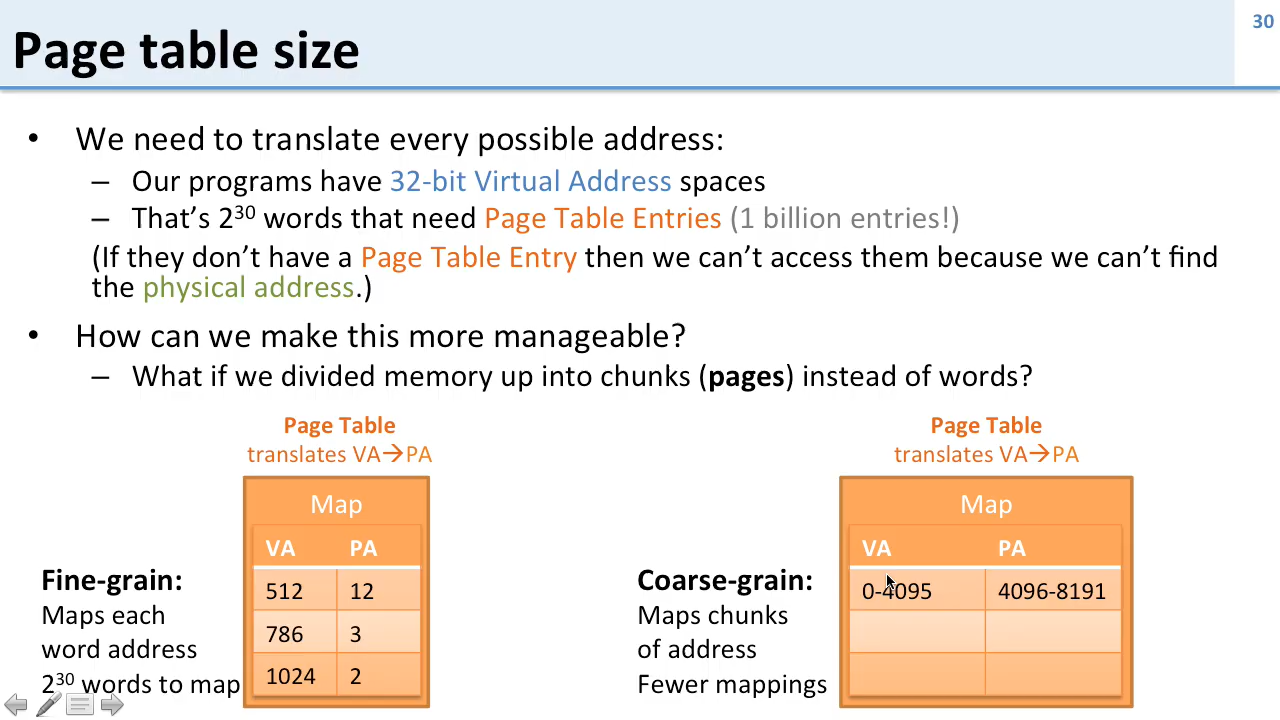 30
Page table size
• We need to translate every possible address:
– Our programs have 32-bit Virtual Address spaces
– That's 2³⁰ words that need Page Table Entries (1 billion entries!)
(If they don't have a Page Table Entry then we can't access them because we can't find
the physical address.)
• How can we make this more manageable?
– What if we divided memory up into chunks (pages) instead of words?
Page Table
translates VA→PA
Map
VA PA
512 12
786 3
1024 2
Fine-grain:
Maps each
word address
2³⁰ words to map
Page Table
translates VA→PA
Map
VA PA
0-4095 4096-8191
Coarse-grain:
Maps chunks
of address
Fewer mappings